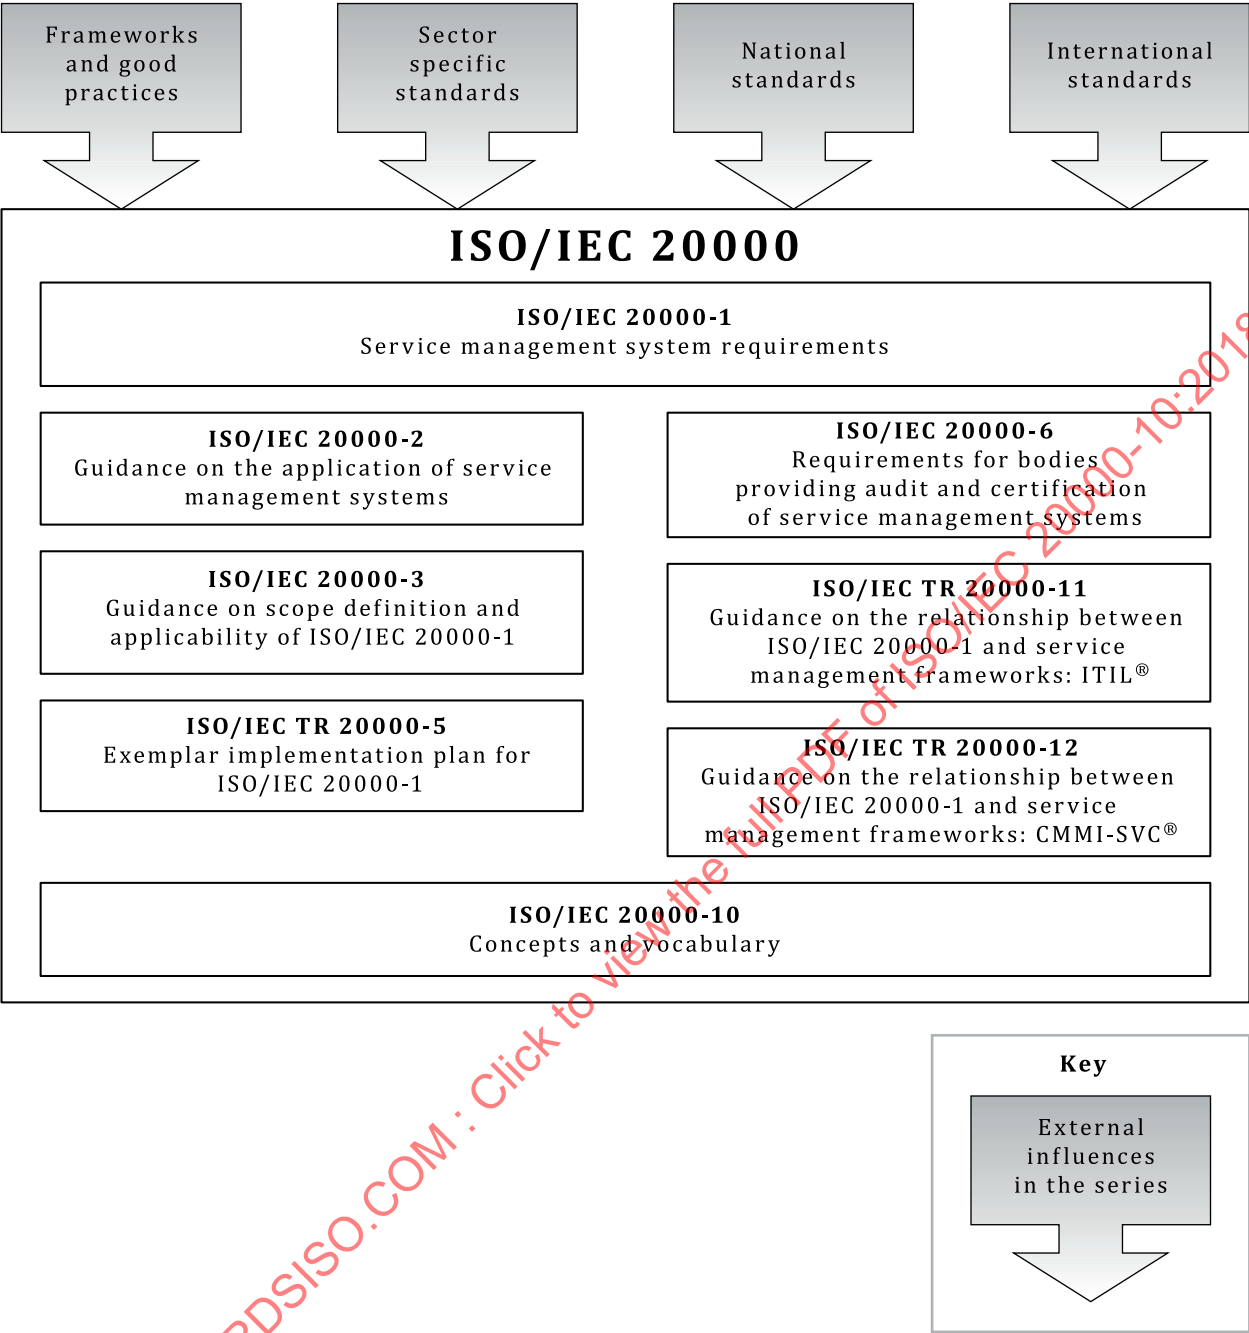 Frameworks
and good
practices
Sector
specific
standards
National
standards
International
standards
ISO/IEC 20000
ISO/IEC 20000-1
Service management system requirements
ISO/IEC 20000-2
Guidance on the application of service
management systems
ISO/IEC 20000-3
Guidance on scope definition and
applicability of ISO/IEC 20000-1
ISO/IEC TR 20000-5
Exemplar implementation plan for
ISO/IEC 20000-1
ISO/IEC 20000-6
Requirements for bodies
providing audit and certification
of service management systems
ISO/IEC TR 20000-11
Guidance on the relationship between
ISO/IEC 20000-1 and service
management frameworks: ITIL®
ISO/IEC TR 20000-12
Guidance on the relationship between
ISO/IEC 20000-1 and service
management frameworks: CMMI-SVC®
ISO/IEC 20000-10
Concepts and vocabulary
Key
External
influences
in the series
RDSISO.COM : Click to view the full PDF of ISO/IEC 20000-10:2018